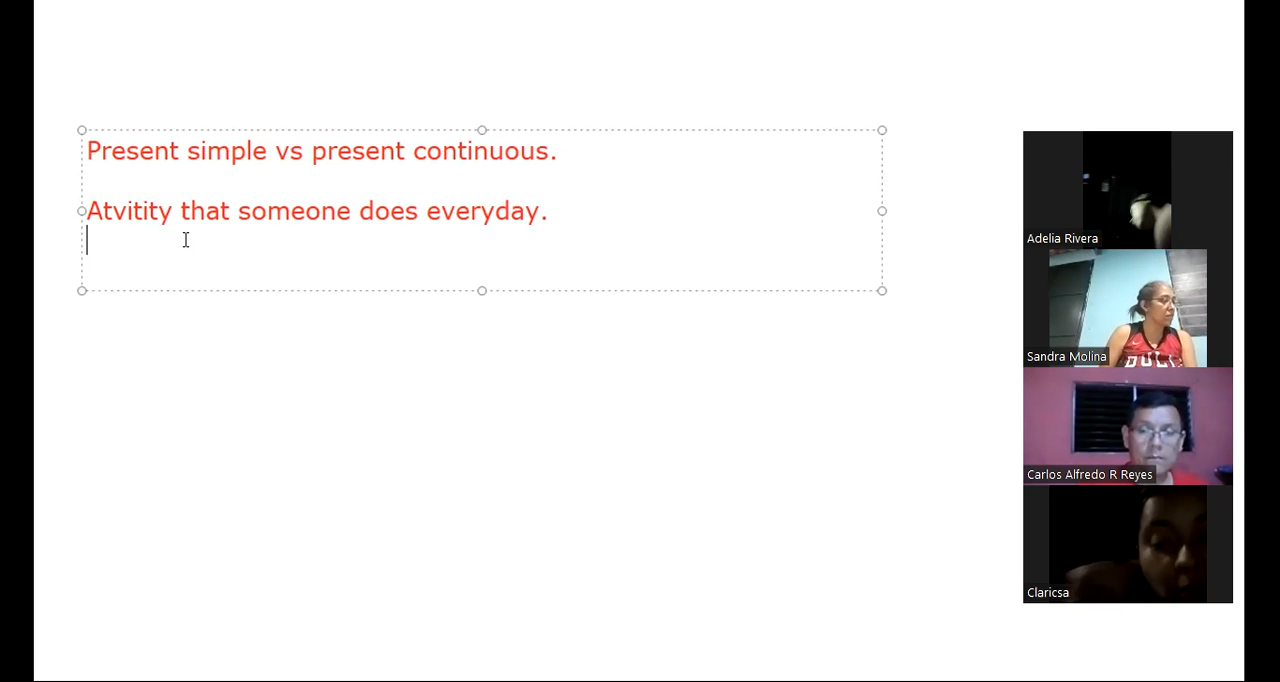 Present simple vs present continuous.
Atvitity that someone does everyday.
Adelia Rivera
Sandra Molina
Carlos Alfredo R Reyes
Claricsa